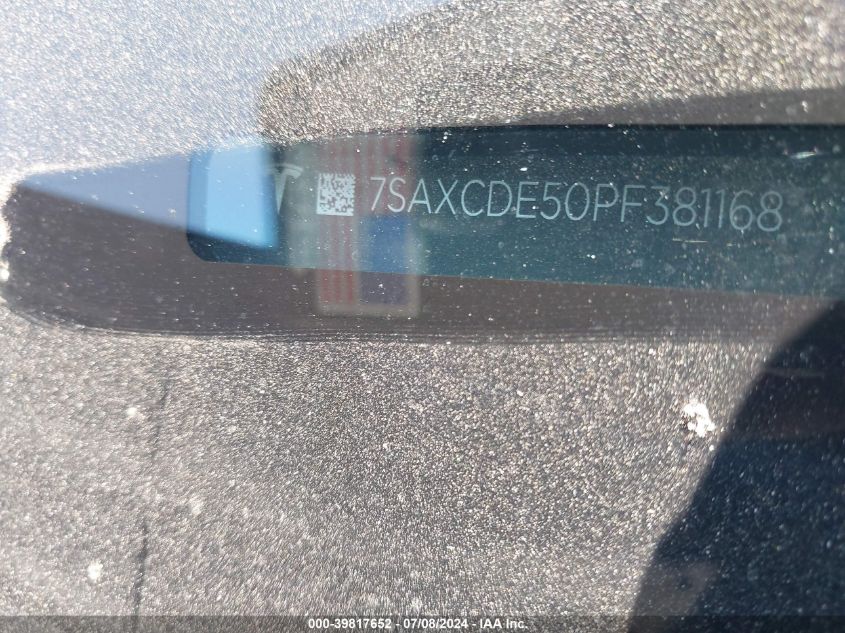 7SAXCDE50PF381168
000-39817652 - 07/08/2024 - IAA Inc.